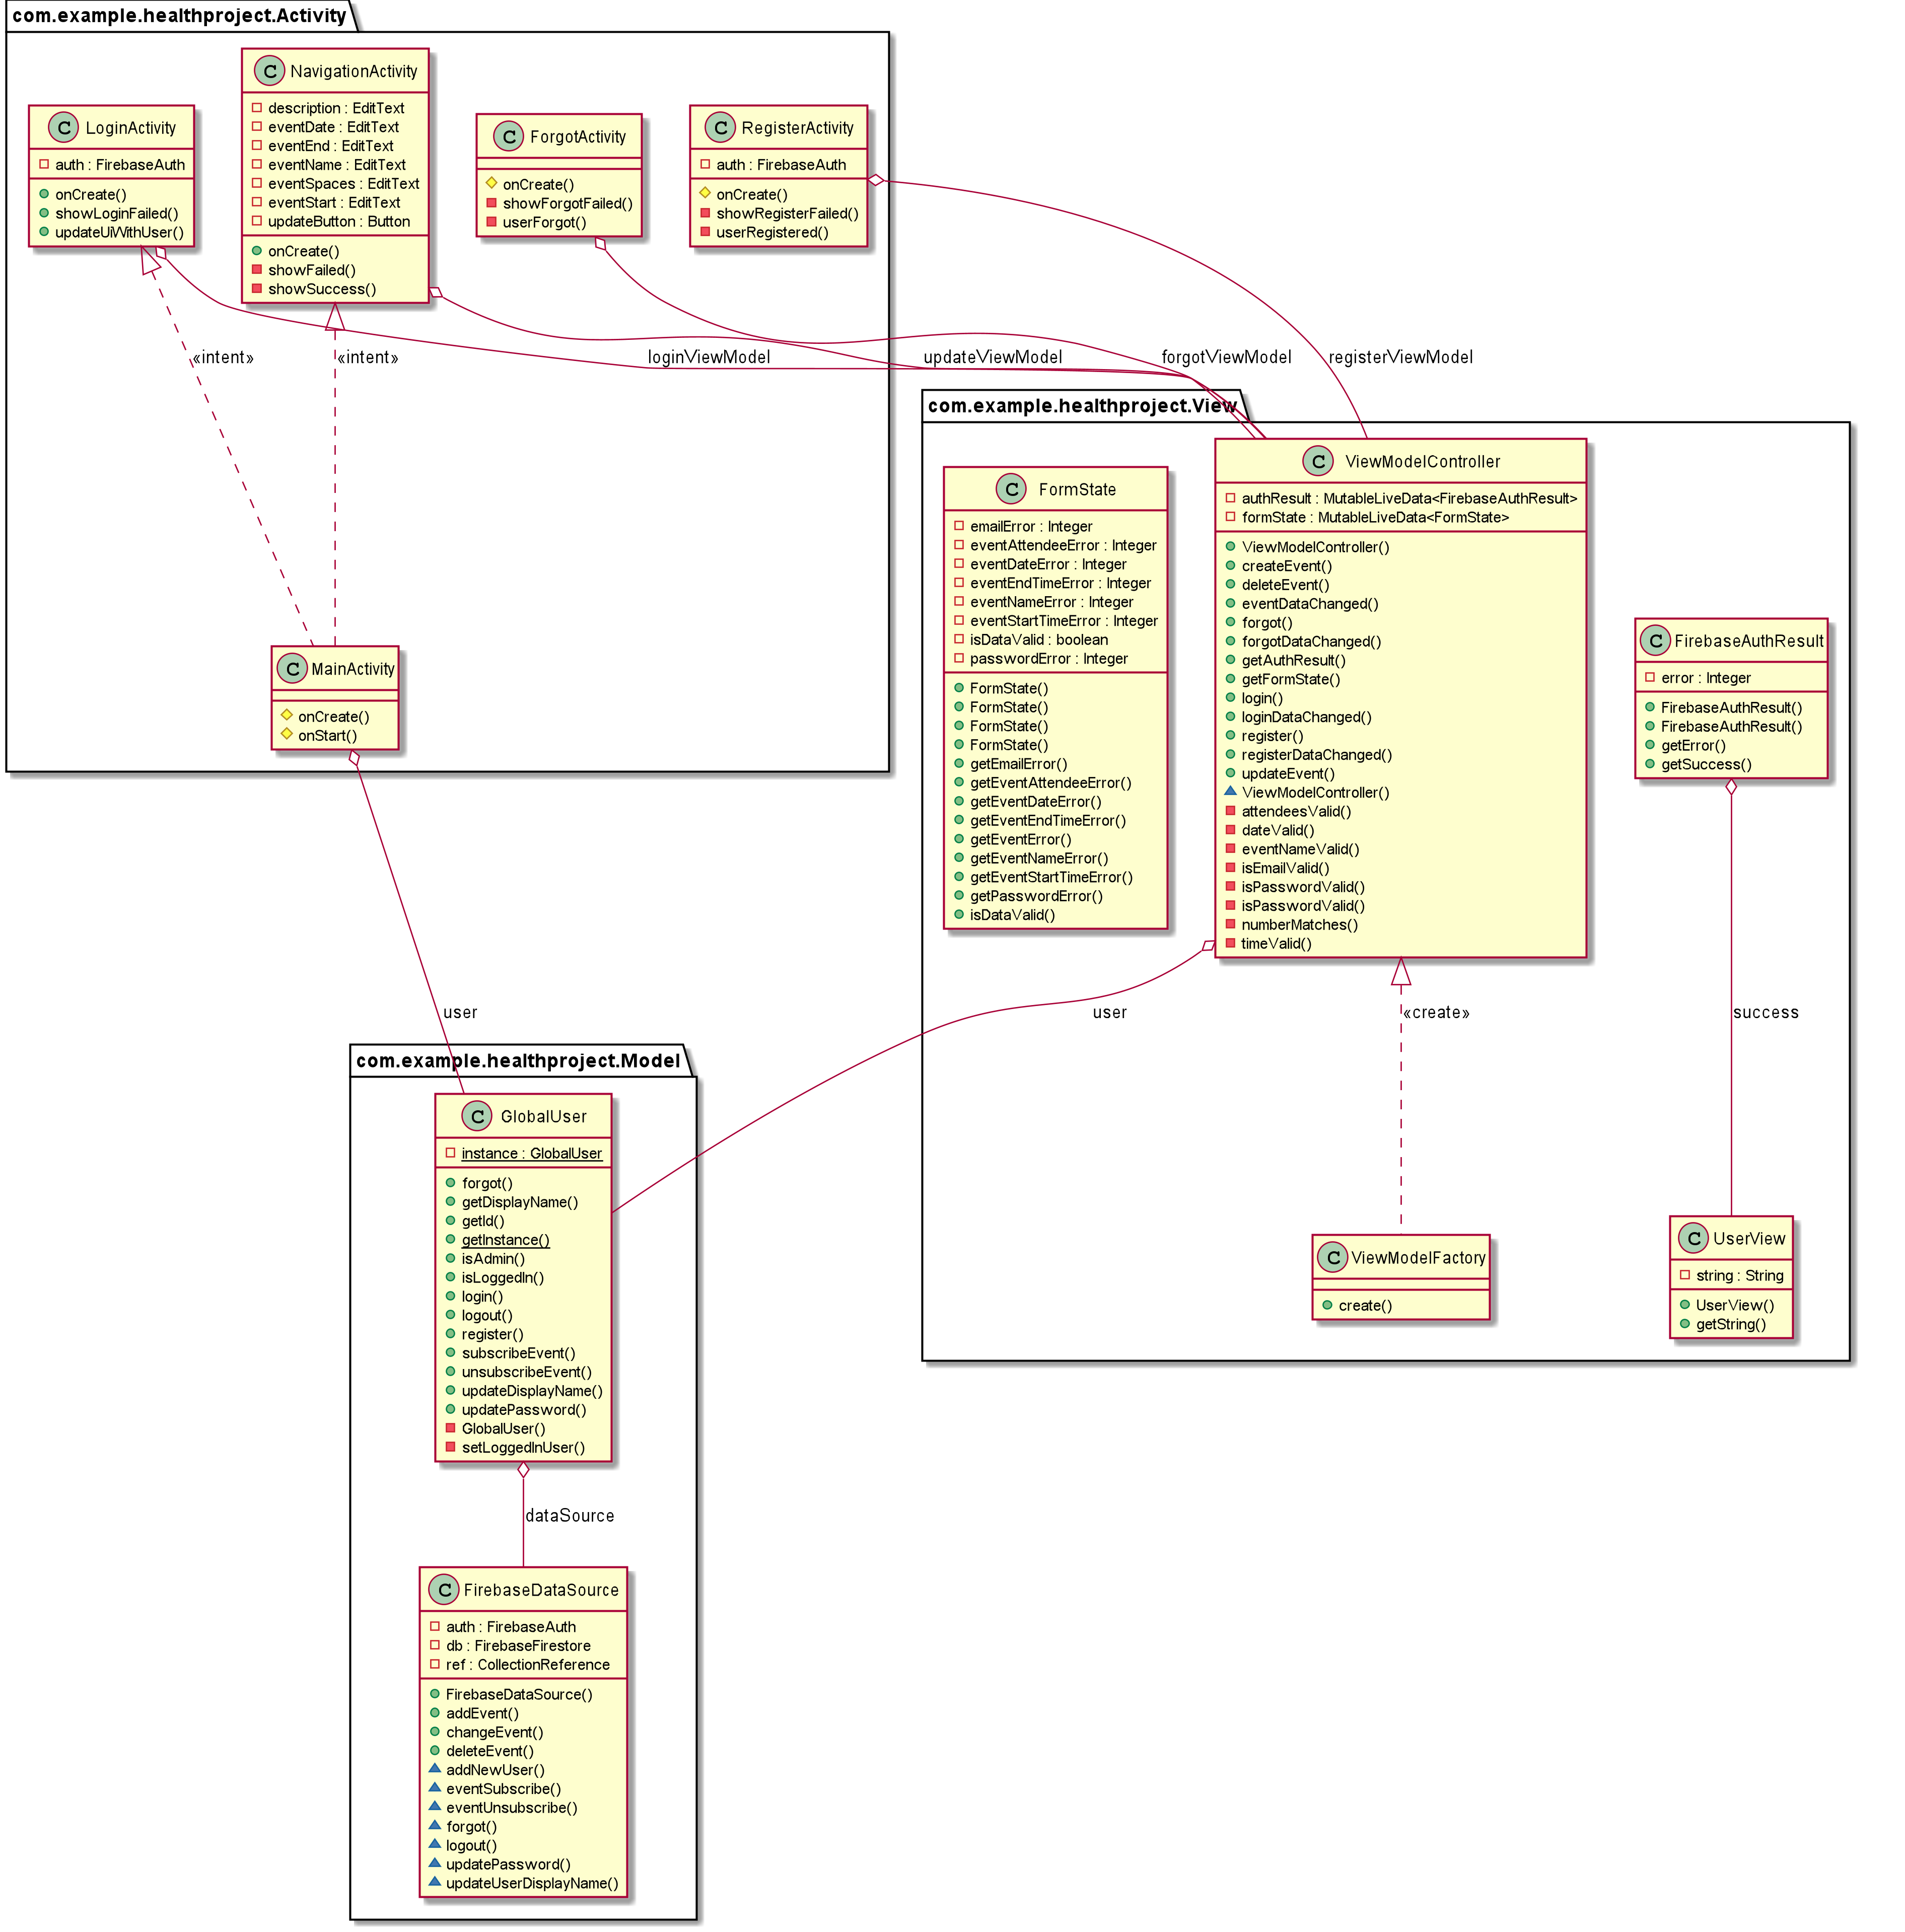 com.example.healthproject.Activity
C NavigationActivity
description : EditText
eventDate : EditText
eventEnd : EditText
eventName : EditText
eventSpaces : EditText
eventStart : EditText
updateButton : Button
onCreate()
showFailed()
showSuccess()
C LoginActivity
auth : FirebaseAuth
onCreate()
showLoginFailed()
updateUiWithUser()
C ForgotActivity
onCreate()
showForgotFailed()
userForgot()
C RegisterActivity
auth : FirebaseAuth
onCreate()
showRegisterFailed()
userRegistered()
«intent»
«intent»
loginViewModel
updateViewModel
forgotViewModel
registerViewModel
C MainActivity
onCreate()
onStart()
com.example.healthproject.View
C FormState
emailError : Integer
eventAttendeeError : Integer
eventDateError : Integer
eventEndTimeError : Integer
eventNameError : Integer
eventStartTimeError : Integer
isDataValid : boolean
passwordError : Integer
FormState()
FormState()
FormState()
FormState()
getEmailError()
getEventAttendeeError()
getEventDateError()
getEventEndTimeError()
getEventError()
getEventNameError()
getEventStartTimeError()
getPasswordError()
isDataValid()
C ViewModelController
authResult : MutableLiveData<FirebaseAuthResult>
formState : MutableLiveData<FormState>
ViewModelController()
createEvent()
deleteEvent()
eventDataChanged()
forgot()
forgotDataChanged()
getAuthResult()
getFormState()
login()
loginDataChanged()
register()
registerDataChanged()
updateEvent()
ViewModelController()
attendeesValid()
dateValid()
eventNameValid()
isEmailValid()
isPasswordValid()
isPasswordValid()
numberMatches()
timeValid()
C FirebaseAuthResult
error : Integer
FirebaseAuthResult()
FirebaseAuthResult()
getError()
getSuccess()
user
user
«create»
success
com.example.healthproject.Model
C GlobalUser
instance : GlobalUser
forgot()
getDisplayName()
getId()
getInstance()
isAdmin()
isLoggedIn()
login()
logout()
register()
subscribeEvent()
unsubscribeEvent()
updateDisplayName()
updatePassword()
GlobalUser()
setLoggedInUser()
C ViewModelFactory
create()
C UserView
string : String
UserView()
getString()
dataSource
C FirebaseDataSource
auth : FirebaseAuth
db : FirebaseFirestore
ref : CollectionReference
FirebaseDataSource()
addEvent()
changeEvent()
deleteEvent()
addNewUser()
eventSubscribe()
eventUnsubscribe()
forgot()
logout()
updatePassword()
updateUserDisplayName()